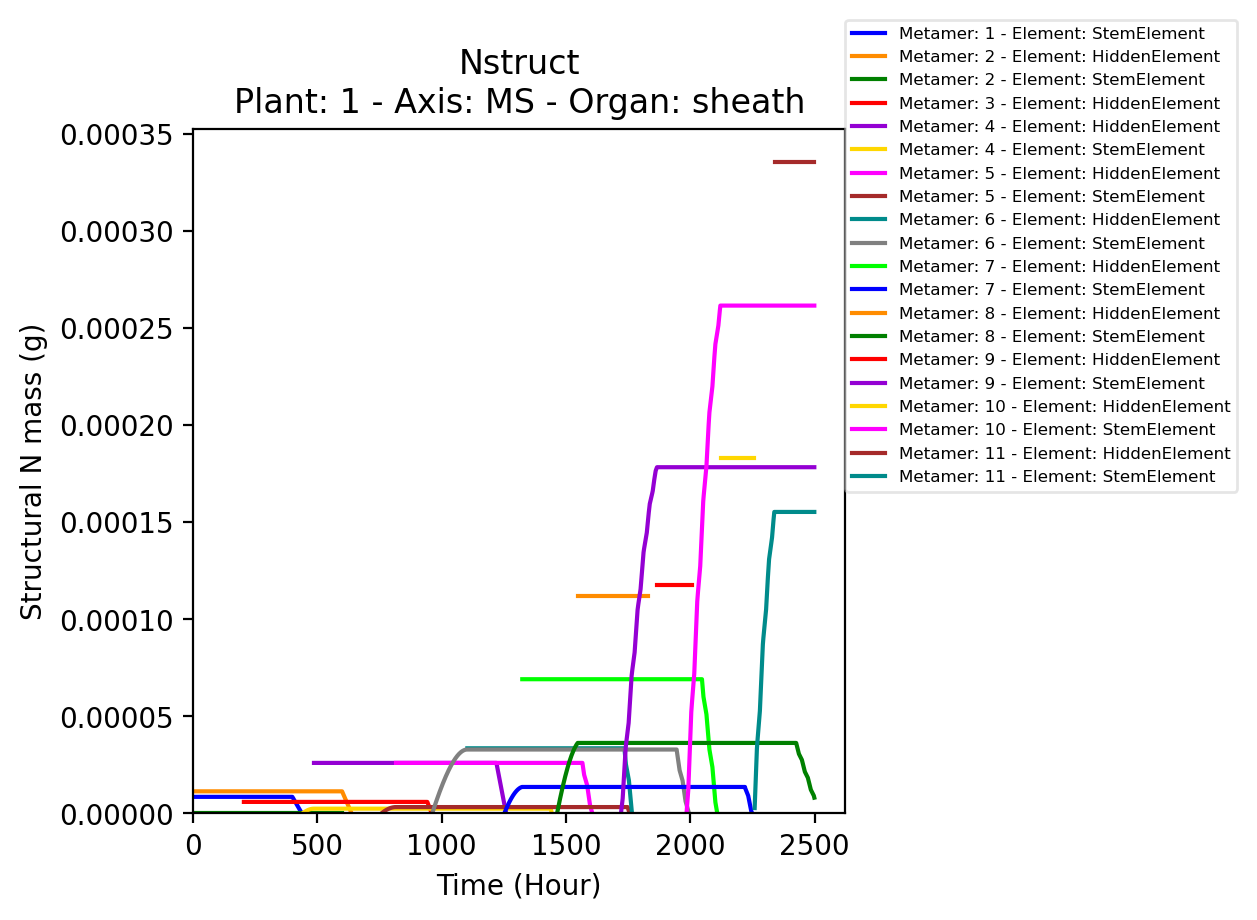 Nstruct
Plant: 1 - Axis: MS - Organ: sheath
Metamer: 1 - Element: StemElement
Metamer: 2 - Element: HiddenElement
Metamer: 2 - Element: StemElement
Metamer: 3 - Element: HiddenElement
Metamer: 4 - Element: HiddenElement
Metamer: 4 - Element: StemElement
Metamer: 5 - Element: HiddenElement
Metamer: 5 - Element: StemElement
Metamer: 6 - Element: HiddenElement
Metamer: 6 - Element: StemElement
Metamer: 7 - Element: HiddenElement
Metamer: 7 - Element: StemElement
Metamer: 8 - Element: HiddenElement
Metamer: 8 - Element: StemElement
Metamer: 9 - Element: HiddenElement
Metamer: 9 - Element: StemElement
Metamer: 10 - Element: HiddenElement
Metamer: 10 - Element: StemElement
Metamer: 11 - Element: HiddenElement
Metamer: 11 - Element: StemElement
Structural N mass (g)
0.00035
0.00030
0.00025
0.00020
0.00015
0.00010
0.00005
0.00000
0 500 1000 1500 2000 2500
Time (Hour)